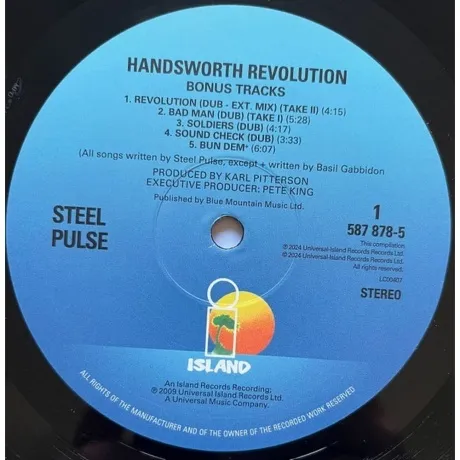 HANDSWORTH REVOLUTION
BONUS TRACKS
1. REVOLUTION (DUB - EXT. MIX) (TAKE II) (4:15)
2. BAD MAN (DUB) (TAKE I) (5:28)
3. SOLDIERS (DUB) (4:17)
4. SOUND CHECK (DUB) (3:33)
5. BUN DEM+ (6:07)
(All songs written by Steel Pulse, except + written by Basil Gabbidon)
PRODUCED BY KARL PITTERSON
EXECUTIVE PRODUCER: PETE KING
Published by Blue Mountain Music Ltd.
STEEL
PULSE
1
587 878-5
This compilation
℗ 2024 Universal-Island Records Ltd.
© 2024 Universal-Island Records Ltd.
All rights reserved.
LC00407
STEREO
ISLAND
An Island Records Recording;
℗ 2009 Universal Island Records Ltd.
A Universal Music Company.
ALL RIGHTS OF THE MANUFACTURER AND OF THE OWNER OF THE RECORDED WORK RESERVED